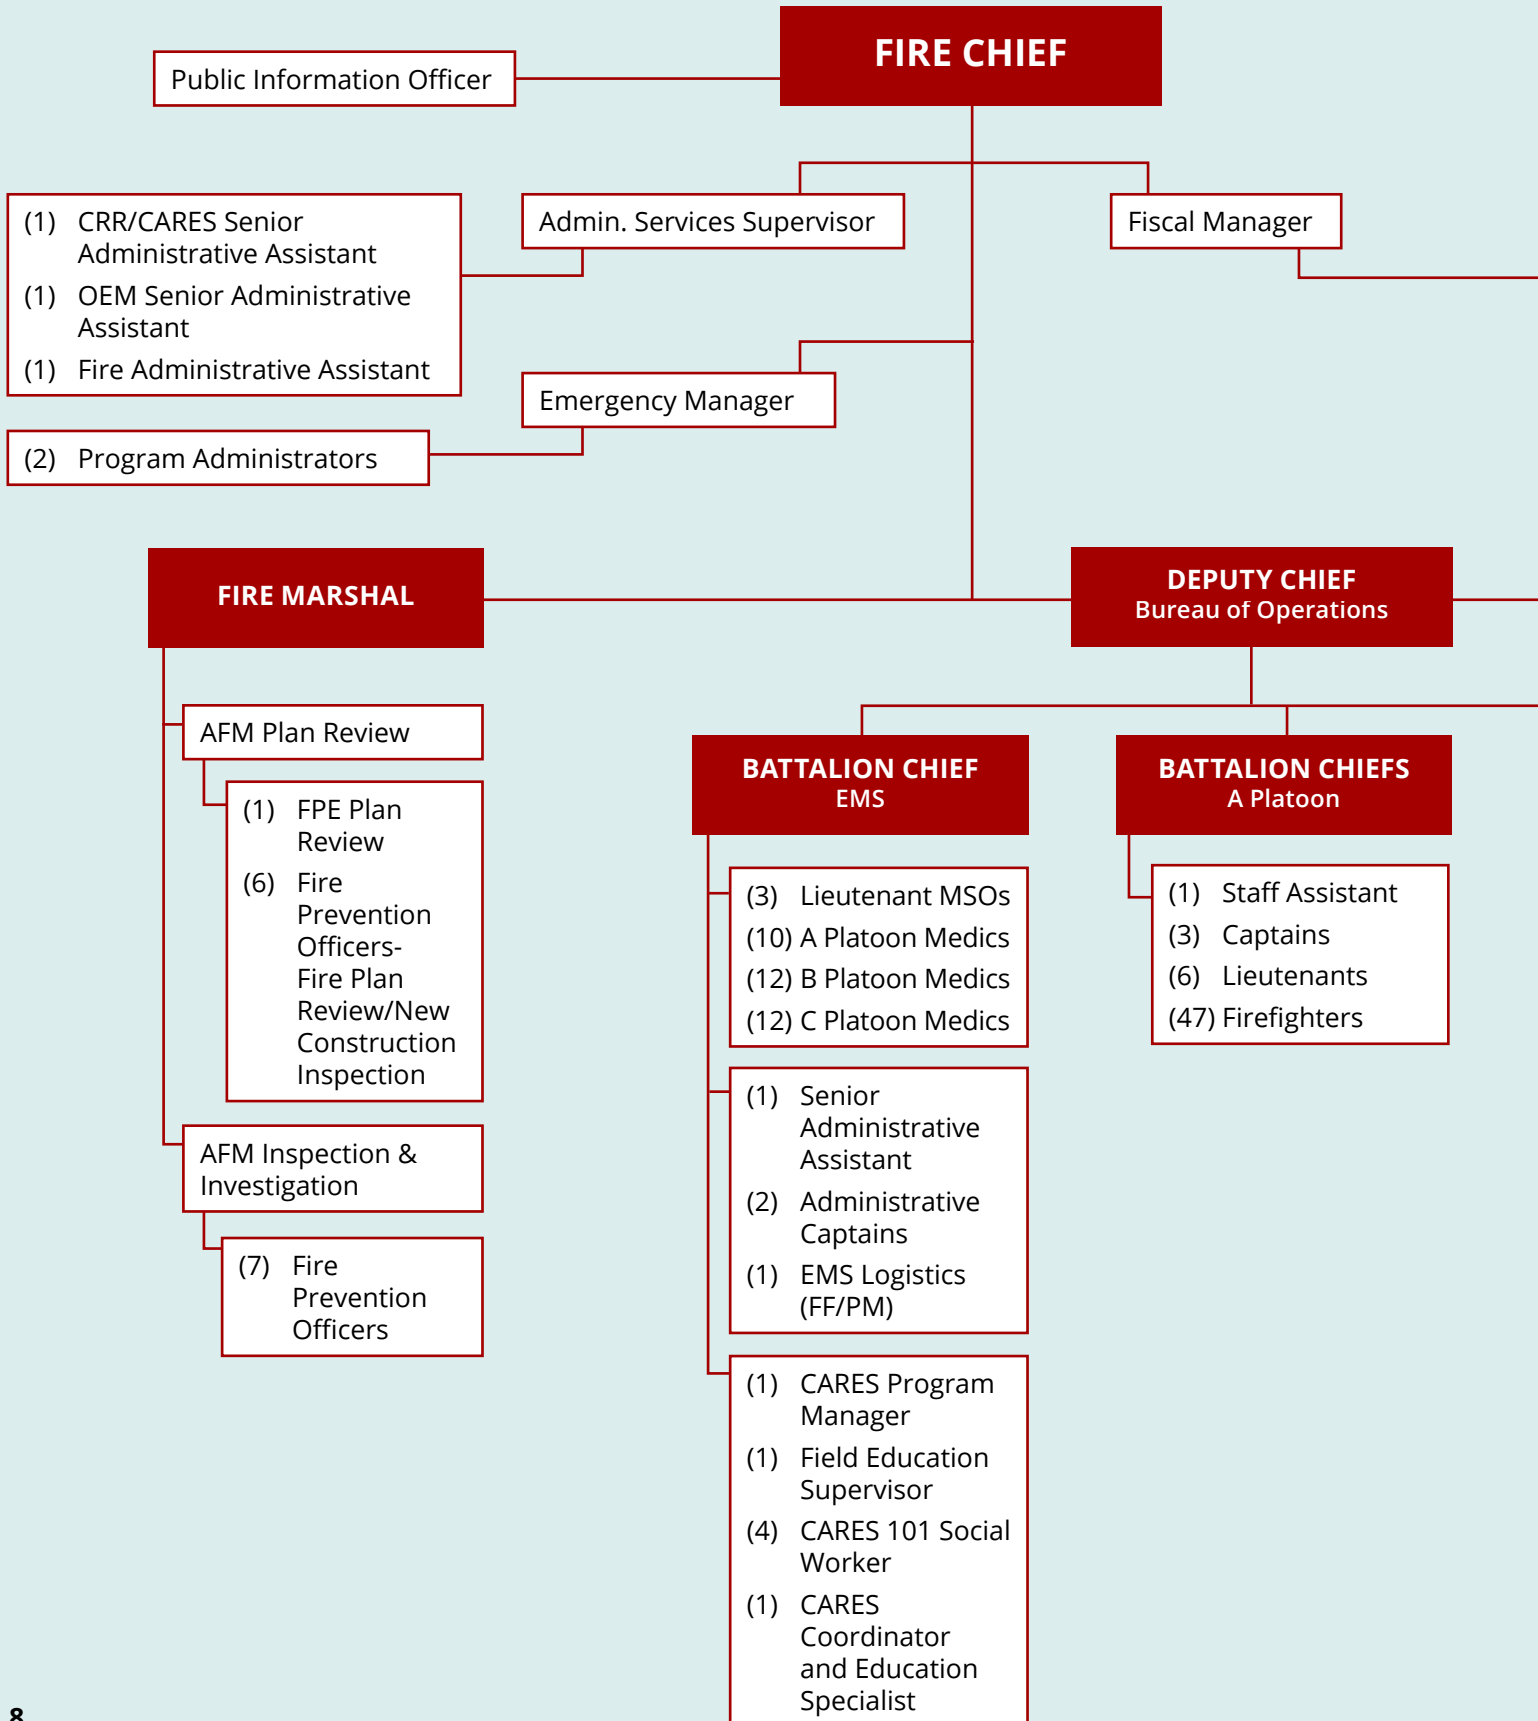 FIRE CHIEF
Public Information Officer
(1) CRR/CARES Senior
Administrative Assistant
(1) OEM Senior Administrative
Assistant
(1) Fire Administrative Assistant
Admin. Services Supervisor
Fiscal Manager
Emergency Manager
(2) Program Administrators
FIRE MARSHAL
DEPUTY CHIEF
Bureau of Operations
AFM Plan Review
(1) FPE Plan
Review
(6) Fire
Prevention
Officers-
Fire Plan
Review/New
Construction
Inspection
AFM Inspection &
Investigation
(7) Fire
Prevention
Officers
BATTALION CHIEF
EMS
(3) Lieutenant MSOs
(10) A Platoon Medics
(12) B Platoon Medics
(12) C Platoon Medics
(1) Senior
Administrative
Assistant
(2) Administrative
Captains
(1) EMS Logistics
(FF/PM)
(1) CARES Program
Manager
(1) Field Education
Supervisor
(4) CARES 101 Social
Worker
(1) CARES
Coordinator
and Education
Specialist
BATTALION CHIEFS
A Platoon
(1) Staff Assistant
(3) Captains
(6) Lieutenants
(47) Firefighters
8